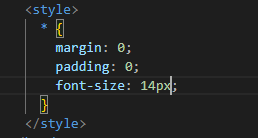 <style>
* {
margin: 0;
padding: 0;
font-size: 14px;
}
</style>